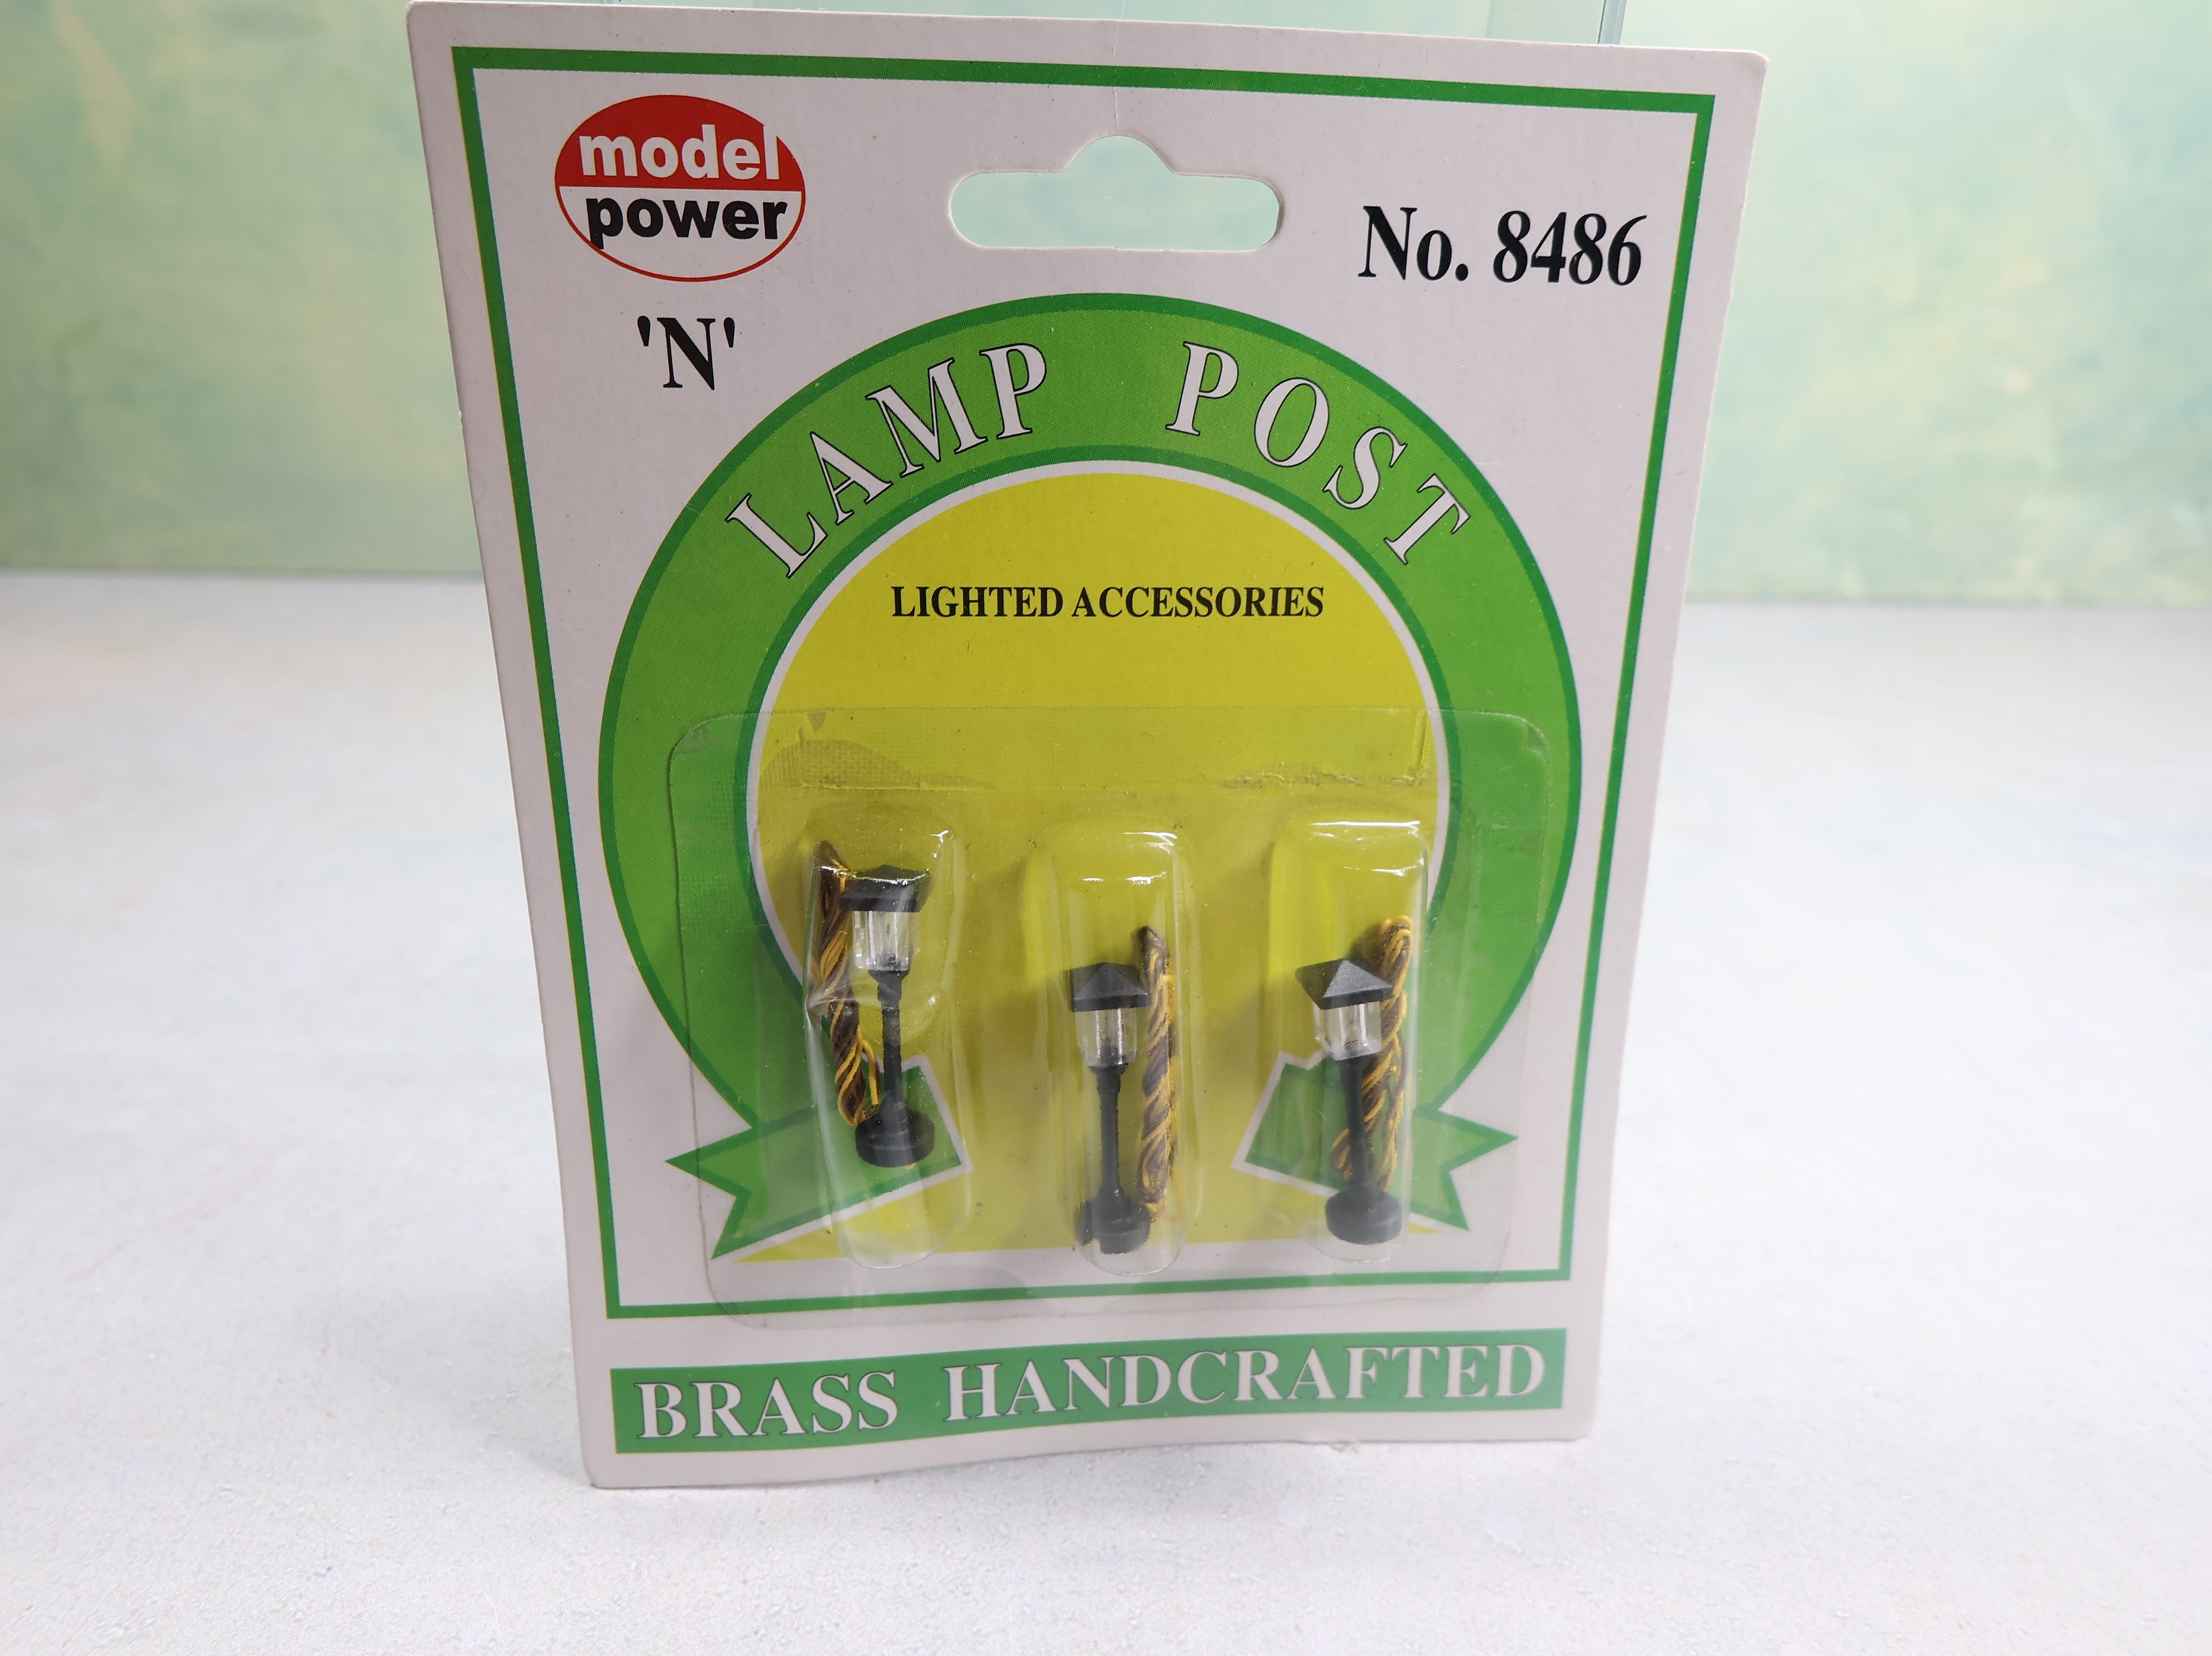 model
power
No. 8486
'N'
LAMP POST
LIGHTED ACCESSORIES
BRASS HANDCRAFTED